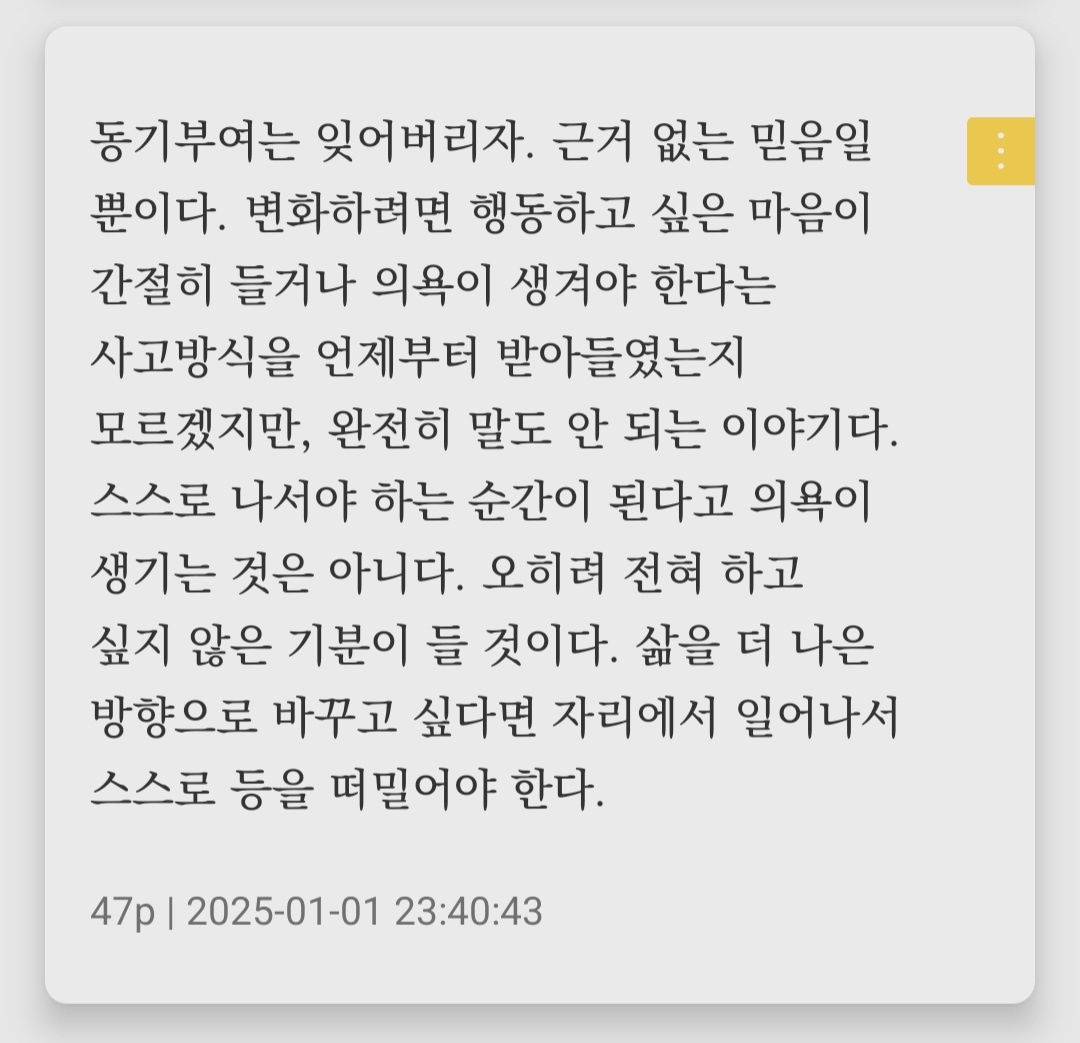 동기부여는 잊어버리자. 근거 없는 믿음일
뿐이다. 변화하려면 행동하고 싶은 마음이
간절히 들거나 의욕이 생겨야 한다는
사고방식을 언제부터 받아들였는지
모르겠지만, 완전히 말도 안 되는 이야기다.
스스로 나서야 하는 순간이 된다고 의욕이
생기는 것은 아니다. 오히려 전혀 하고
싶지 않은 기분이 들 것이다. 삶을 더 나은
방향으로 바꾸고 싶다면 자리에서 일어나서
스스로 등을 떠밀어야 한다.
47p | 2025-01-01 23:40:43